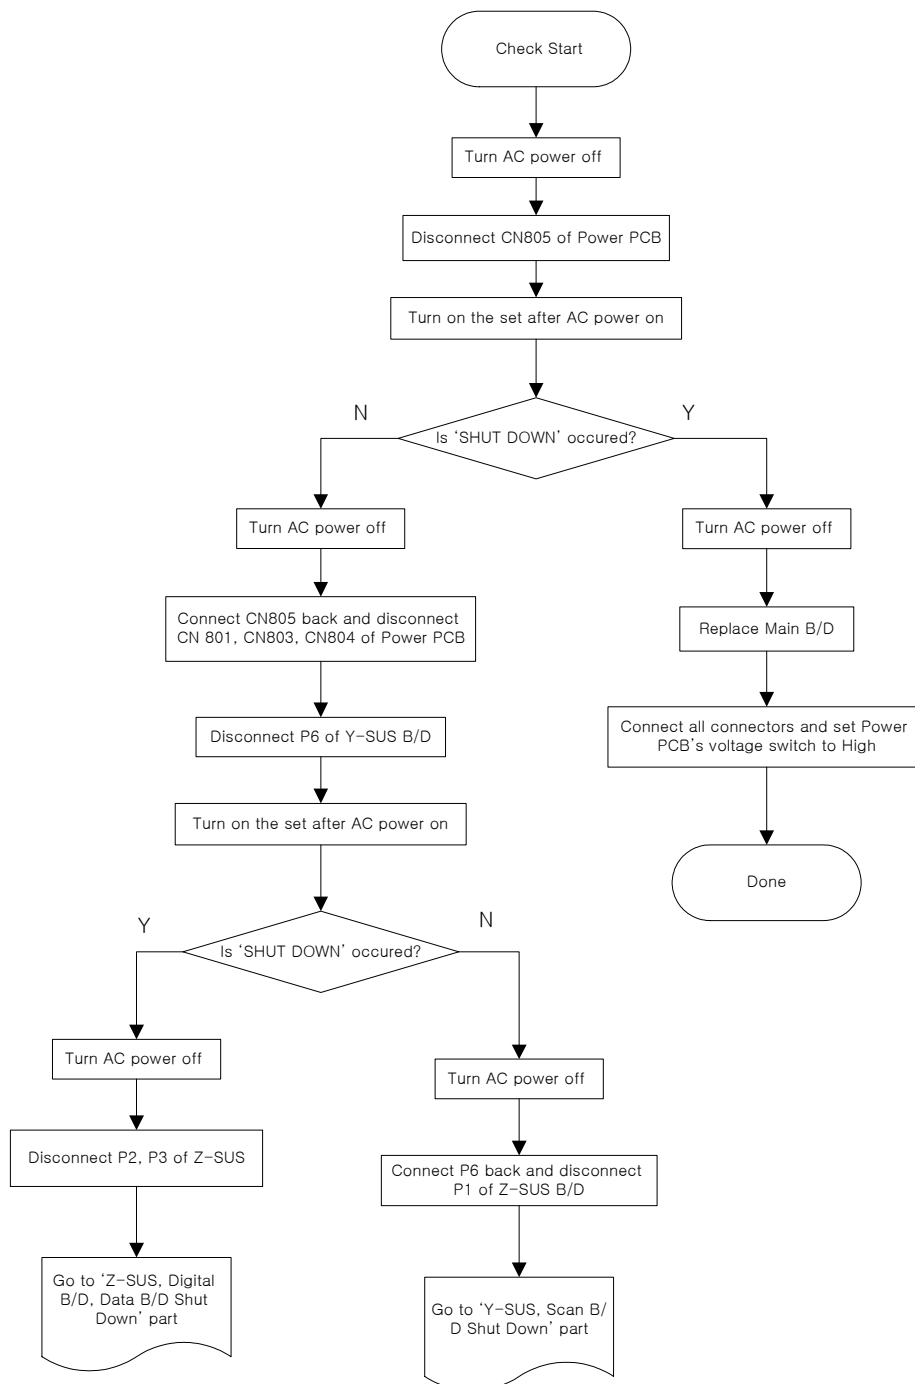 Check Start
Turn AC power off
Disconnect CN805 of Power PCB
Turn on the set after AC power on
N
Y
Is ‘SHUT DOWN’ occured?
Turn AC power off
Turn AC power off
Connect CN805 back and disconnect
CN 801, CN803, CN804 of Power PCB
Replace Main B/D
Disconnect P6 of Y-SUS B/D
Connect all connectors and set Power
PCB’s voltage switch to High
Turn on the set after AC power on
Done
Y
N
Is ‘SHUT DOWN’ occured?
Turn AC power off
Turn AC power off
Disconnect P2, P3 of Z-SUS
Connect P6 back and disconnect
P1 of Z-SUS B/D
Go to ‘Z-SUS, Digital
B/D, Data B/D Shut
Down’ part
Go to ‘Y-SUS, Scan B/
D Shut Down’ part